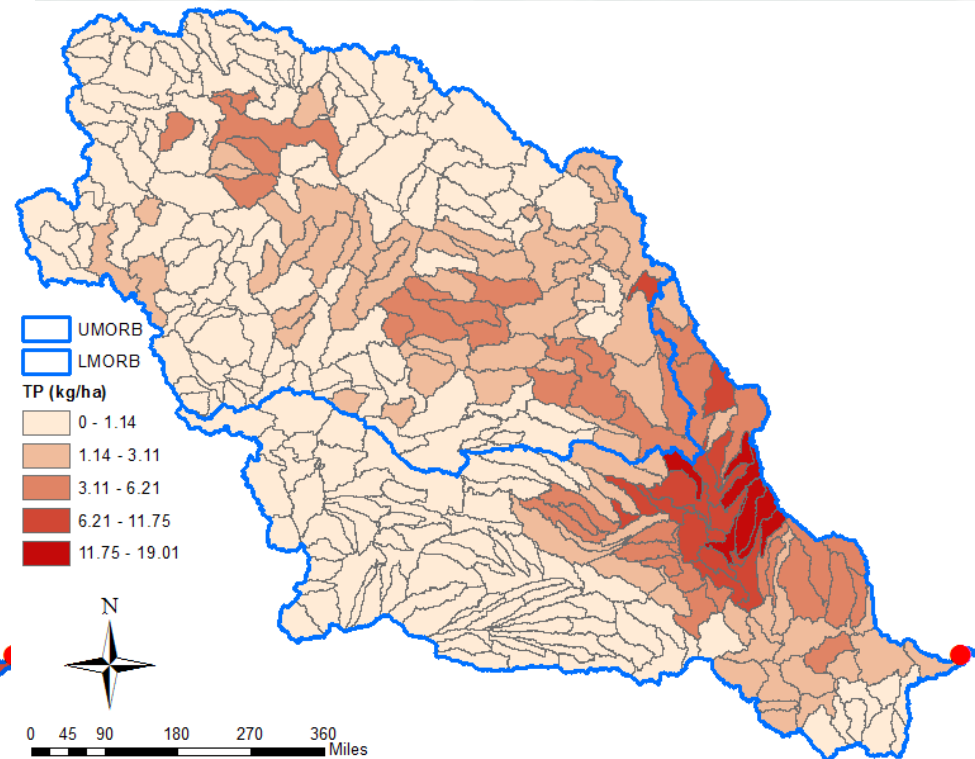 UMORB
LMORB
TP (kg/ha)
0 - 1.14
1.14 - 3.11
3.11 - 6.21
6.21 - 11.75
11.75 - 19.01
N
0 45 90 180 270 360
Miles